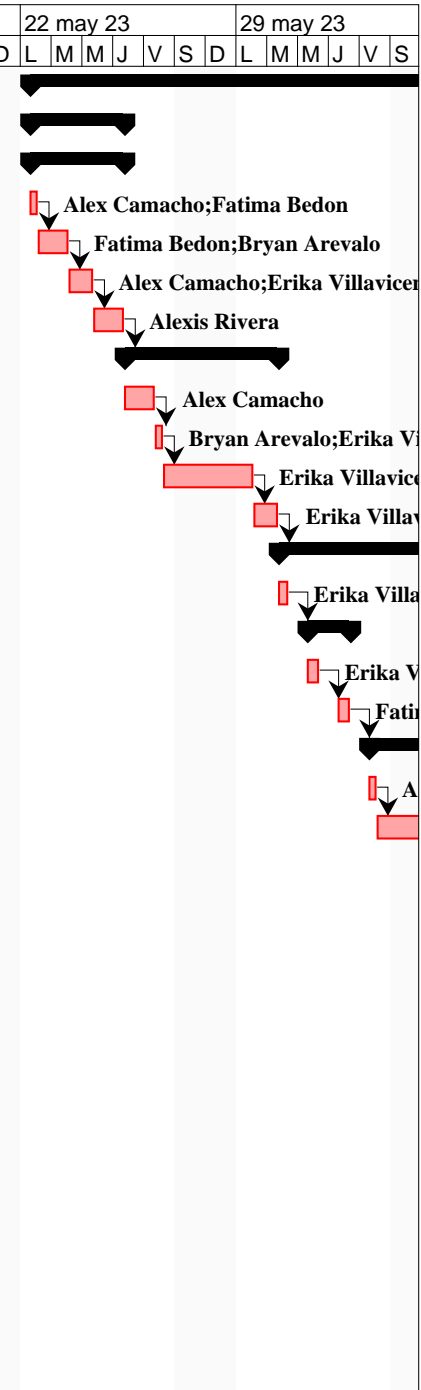 22 may 23 29 may 23
D L M M J V S D L M M J V S
Alex Camacho;Fatima Bedon
Fatima Bedon;Bryan Arevalo
Alex Camacho;Erika Villavicen
Alexis Rivera
Alex Camacho
Bryan Arevalo;Erika Vi
Erika Villavice
Erika Villav
Erika Villa
Erika V
Fatin
A